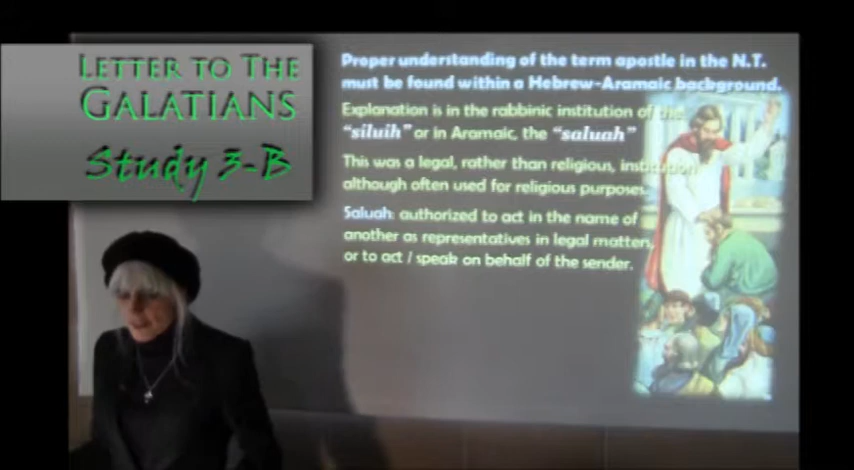 LETTER TO THE
GALATIANS
Study 3-B
Proper understanding of the term apostle in the N.T.
must be found within a Hebrew-Aramaic background.
Explanation is in the rabbinic institution of the
“siluih” or in Aramaic, the “saluah”
This was a legal, rather than religious, institution
although often used for religious purposes.
Saluah: authorized to act in the name of
another as representatives in legal matters,
or to act / speak on behalf of the sender.